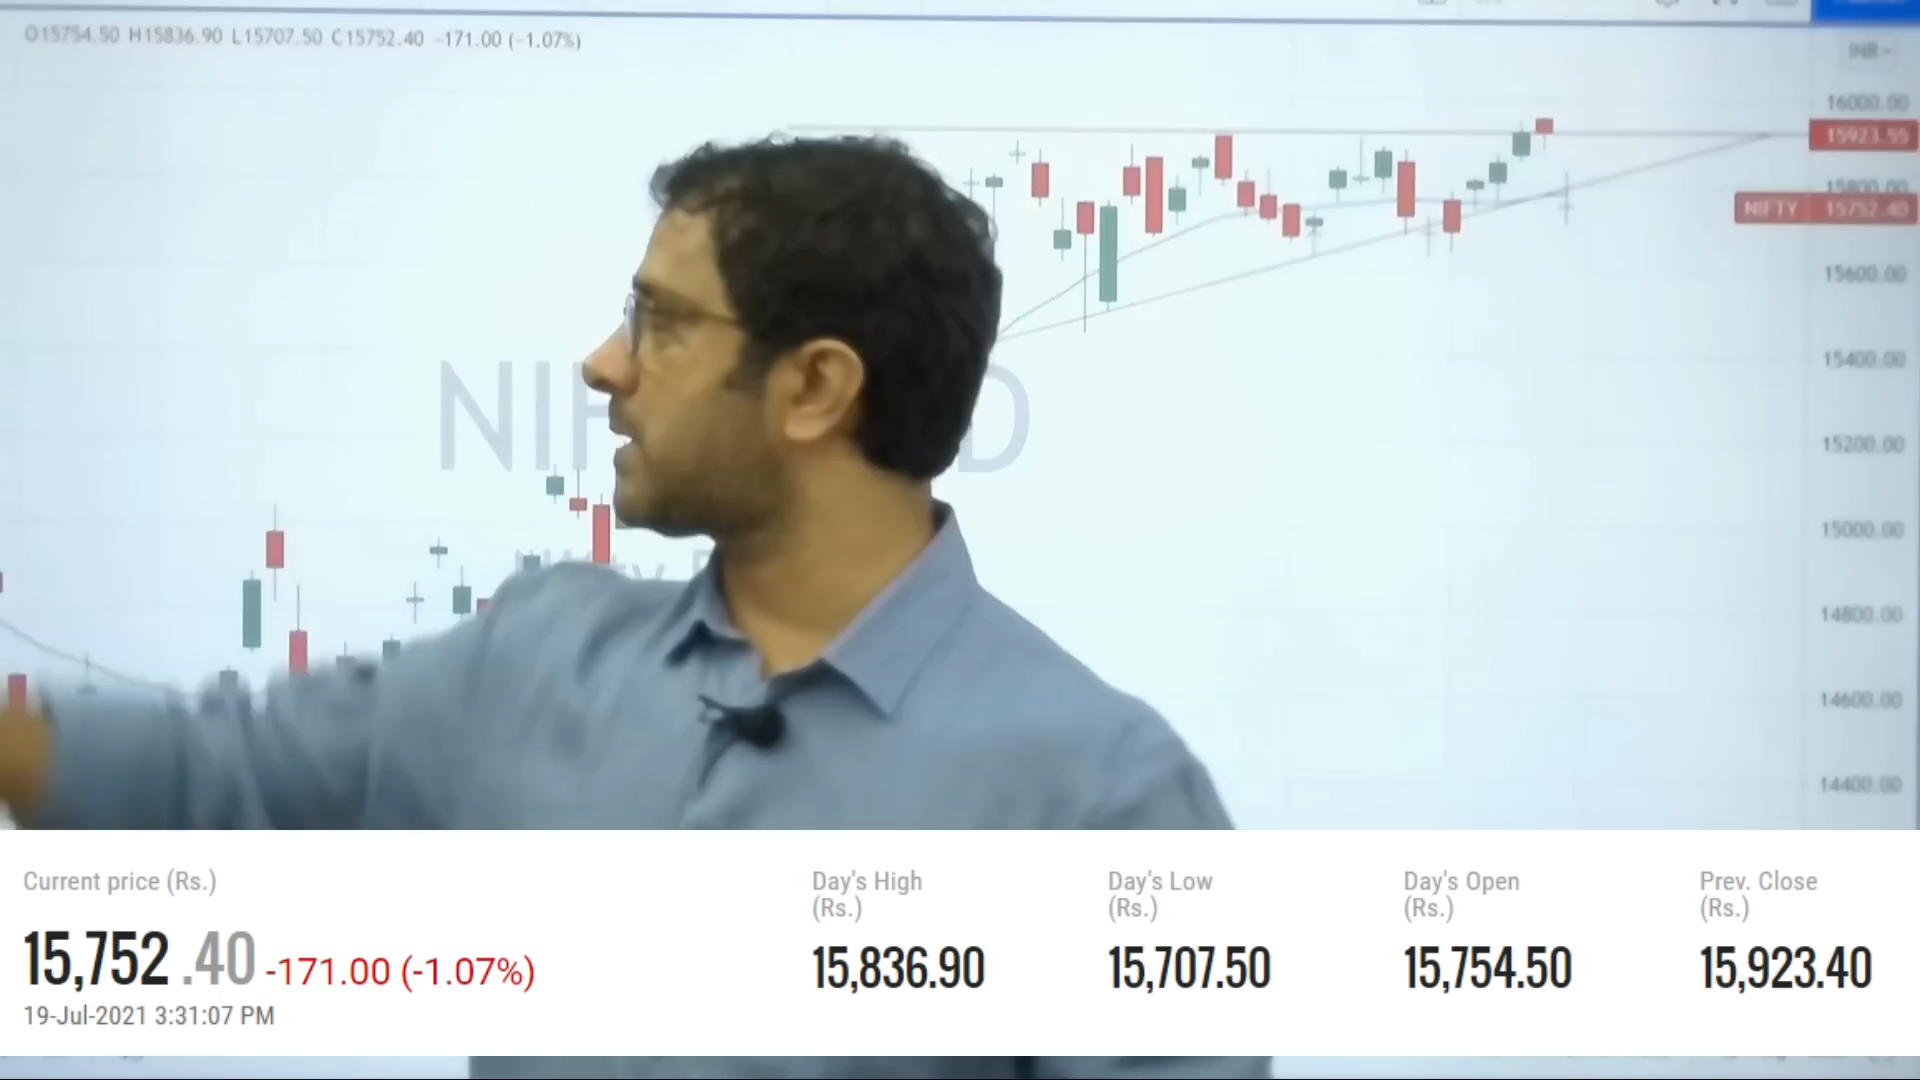 O15754.50 H15836.90 L15707.50 C15752.40 -171.00 (-1.07%)
INR
16000.00
15923.55
15800.00
NIFTY 15752.40
15600.00
15400.00
15200.00
15000.00
14800.00
14600.00
14400.00
Current price (Rs.)
15,752.40 -171.00 (-1.07%)
19-Jul-2021 3:31:07 PM
Day's High
(Rs.)
15,836.90
Day's Low
(Rs.)
15,707.50
Day's Open
(Rs.)
15,754.50
Prev. Close
(Rs.)
15,923.40